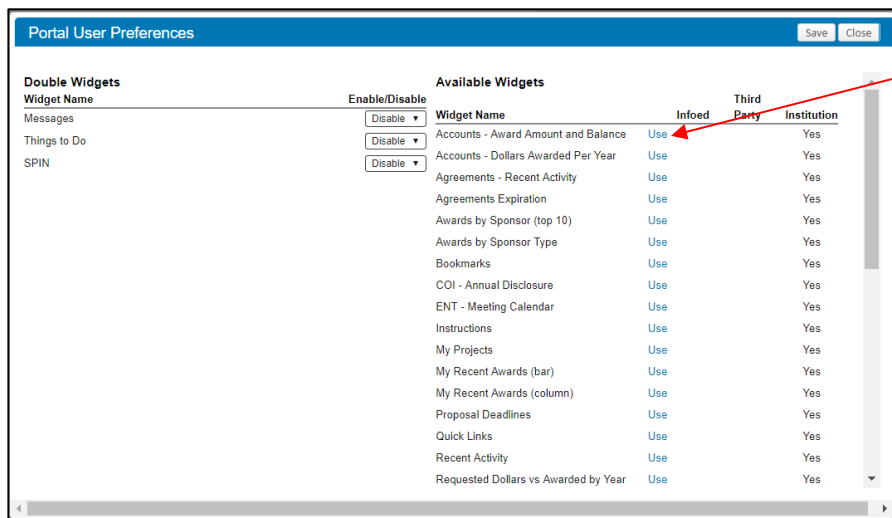 Portal User Preferences
Save Close
Double Widgets
Widget Name Enable/Disable
Messages Disable
Things to Do Disable
SPIN Disable
Available Widgets
Widget Name Infoed Third Party Institution
Accounts - Award Amount and Balance Use Yes
Accounts - Dollars Awarded Per Year Use Yes
Agreements - Recent Activity Use Yes
Agreements Expiration Use Yes
Awards by Sponsor (top 10) Use Yes
Awards by Sponsor Type Use Yes
Bookmarks Use Yes
COI - Annual Disclosure Use Yes
ENT - Meeting Calendar Use Yes
Instructions Use Yes
My Projects Use Yes
My Recent Awards (bar) Use Yes
My Recent Awards (column) Use Yes
Proposal Deadlines Use Yes
Quick Links Use Yes
Recent Activity Use Yes
Requested Dollars vs Awarded by Year Use Yes